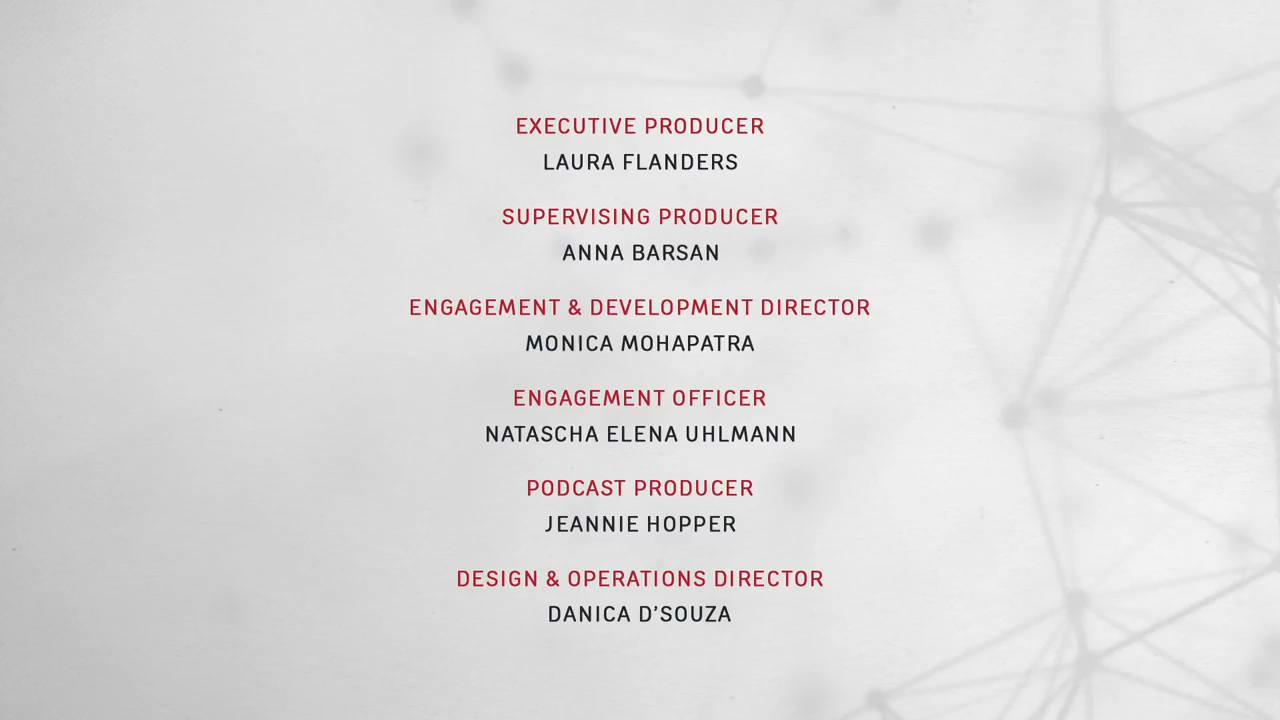 EXECUTIVE PRODUCER
LAURA FLANDERS
SUPERVISING PRODUCER
ANNA BARSAN
ENGAGEMENT & DEVELOPMENT DIRECTOR
MONICA MOHAPATRA
ENGAGEMENT OFFICER
NATASCHA ELENA UHLMANN
PODCAST PRODUCER
JEANNIE HOPPER
DESIGN & OPERATIONS DIRECTOR
DANICA D’SOUZA